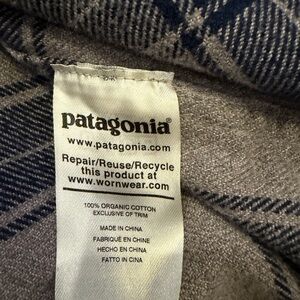 patagonia®
www.patagonia.com
Repair/Reuse/Recycle
this product at
www.wornwear.com
100% ORGANIC COTTON
EXCLUSIVE OF TRIM
MADE IN CHINA
FABRIQUÉ EN CHINE
HECHO EN CHINA
FATTO IN CINA